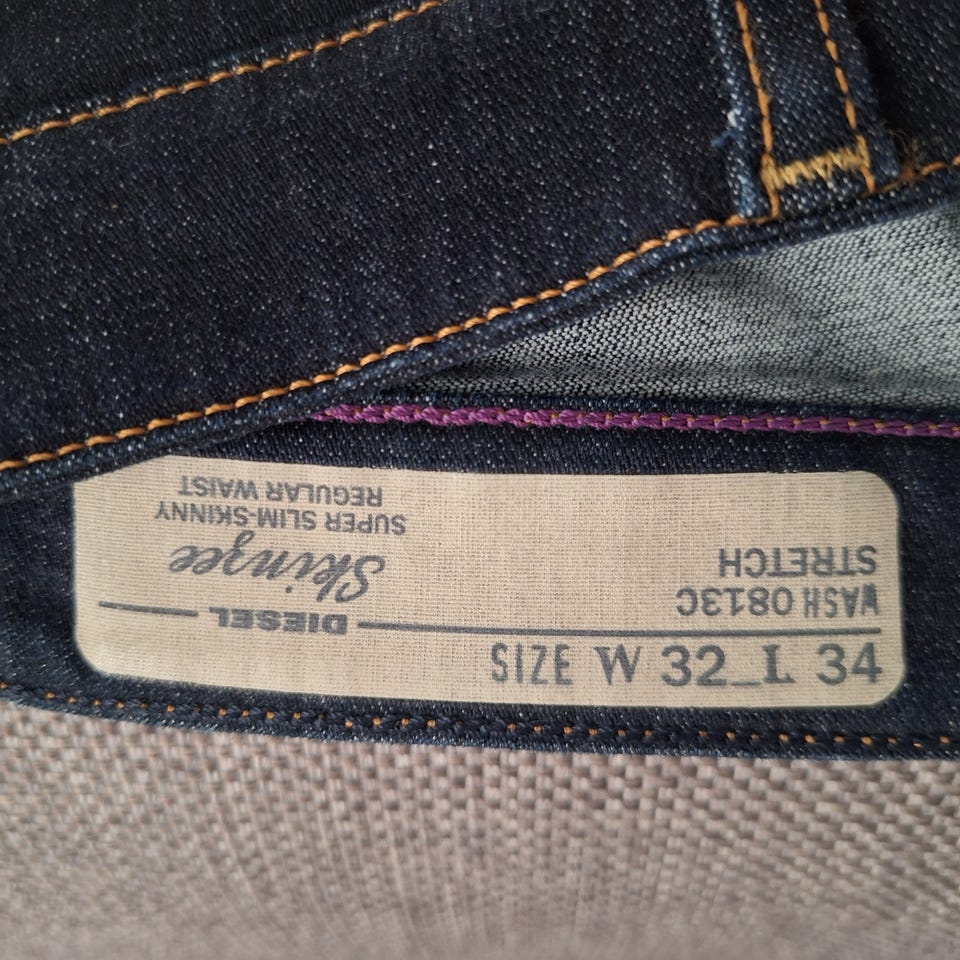 SIZE W 32_L 34
DIESEL
WASH 0813C
STRETCH
Skinzee
SUPER SLIM-SKINNY
REGULAR WAIST